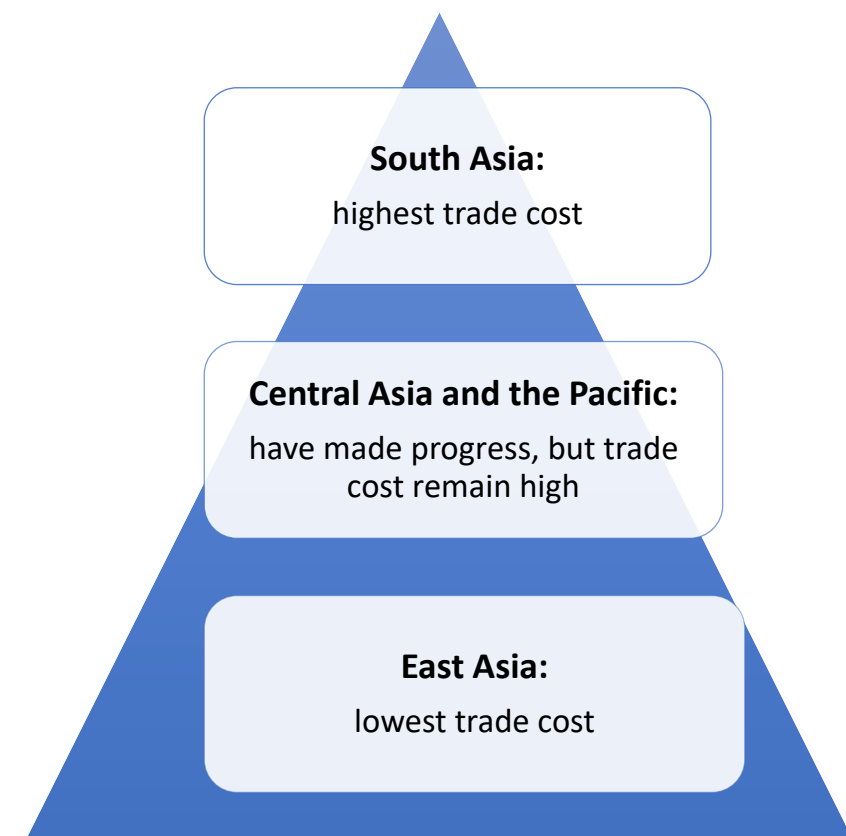 South Asia:
highest trade cost
Central Asia and the Pacific:
have made progress, but trade
cost remain high
East Asia:
lowest trade cost